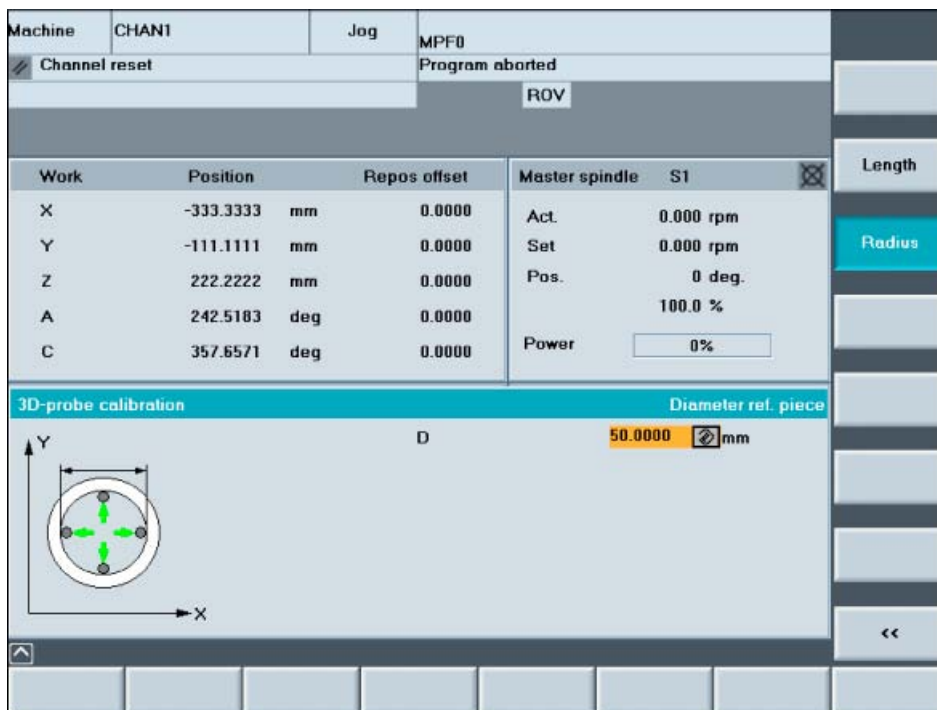 Machine CHAN1 Jog MPF0
Channel reset Program aborted
ROV
Work Position Repos offset Master spindle S1
X -333.3333 mm 0.0000 Act. 0.000 rpm
Y -111.1111 mm 0.0000 Set 0.000 rpm
Z 222.2222 mm 0.0000 Pos. 0 deg.
100.0 %
A 242.5183 deg 0.0000
C 357.6571 deg 0.0000 Power 0%
3D-probe calibration Diameter ref. piece
Y D 50.0000 mm
X
Length
Radius
<<